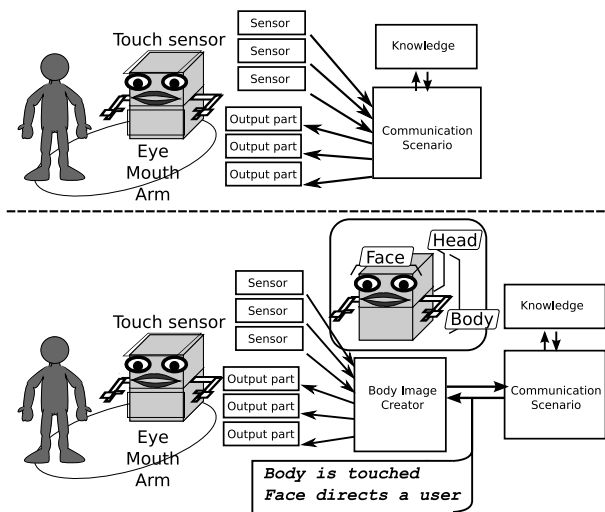 Touch sensor
Eye
Mouth
Arm
Sensor
Sensor
Sensor
Output part
Output part
Output part
Knowledge
Communication
Scenario
Face
Head
Body
Touch sensor
Eye
Mouth
Arm
Sensor
Sensor
Sensor
Output part
Output part
Output part
Body Image
Creator
Knowledge
Communication
Scenario
Body is touched
Face directs a user